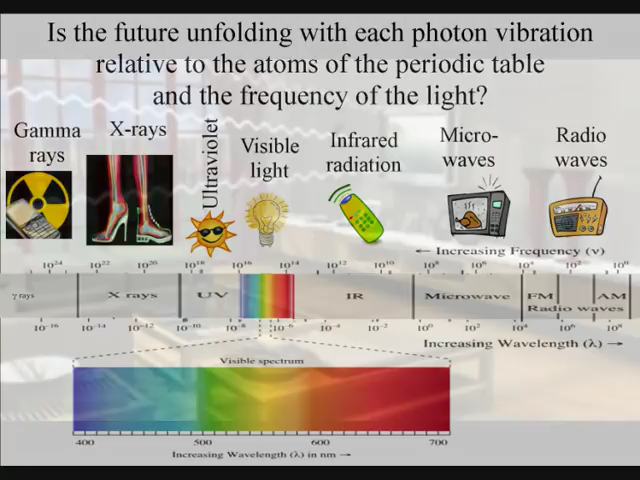 Is the future unfolding with each photon vibration
relative to the atoms of the periodic table
and the frequency of the light?
Gamma
rays
X-rays
Ultraviolet
Visible
light
Infrared
radiation
Micro-
waves
Radio
waves
← Increasing Frequency (ν)
10²⁴ 10²² 10²⁰ 10¹⁸ 10¹⁶ 10¹⁴ 10¹² 10¹⁰ 10⁸ 10⁶ 10⁴ 10² 10⁰
γ rays X rays UV IR Microwave FM AM
Radio waves
10⁻¹⁶ 10⁻¹⁴ 10⁻¹² 10⁻¹⁰ 10⁻⁸ 10⁻⁶ 10⁻⁴ 10⁻² 10⁰ 10² 10⁴ 10⁶ 10⁸
Increasing Wavelength (λ) →
Visible spectrum
400 500 600 700
Increasing Wavelength (λ) in nm →